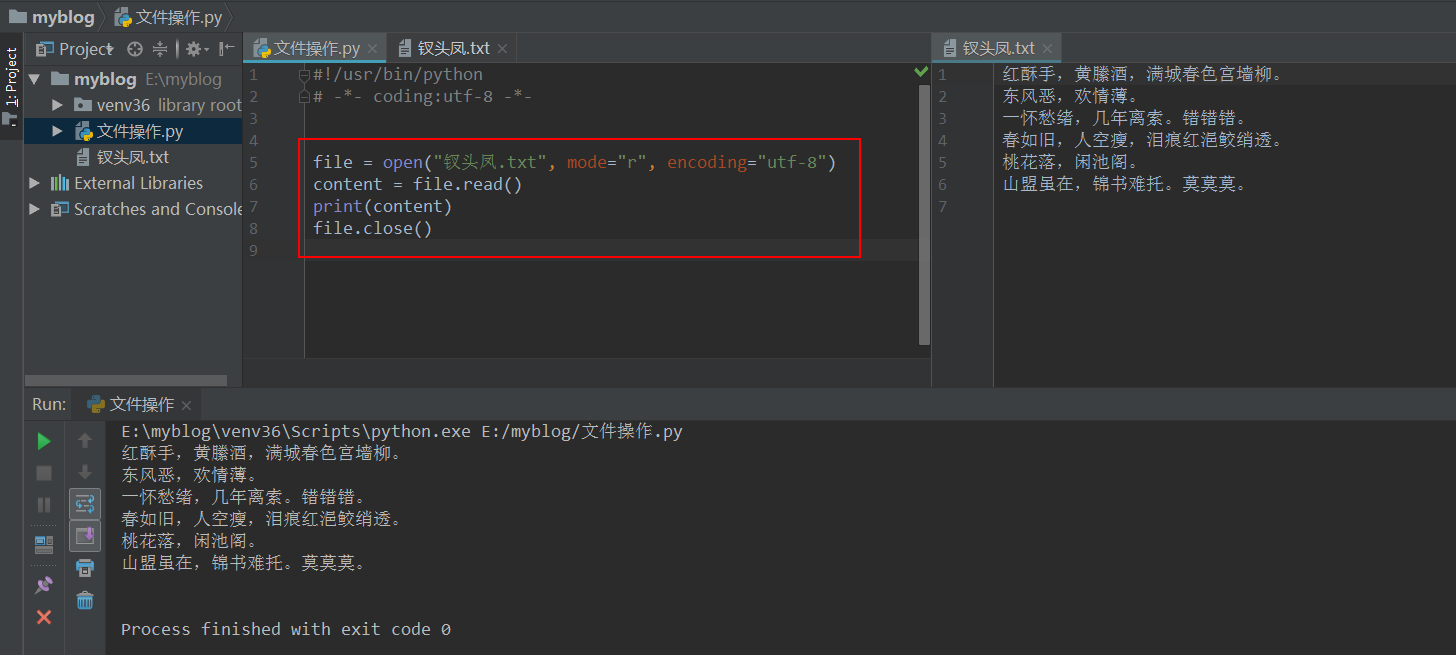 myblog 文件操作.py
1: Project
Project
文件操作.py 钗头凤.txt
钗头凤.txt
myblog E:\myblog
venv36 library root
文件操作.py
钗头凤.txt
External Libraries
Scratches and Console
1 #!/usr/bin/python
2 # -*- coding:utf-8 -*-
3
4
5 file = open("钗头凤.txt", mode="r", encoding="utf-8")
6 content = file.read()
7 print(content)
8 file.close()
9
1 红酥手，黄縢酒，满城春色宫墙柳。
2 东风恶，欢情薄。
3 一怀愁绪，几年离索。错错错。
4 春如旧，人空瘦，泪痕红浥鲛绡透。
5 桃花落，闲池阁。
6 山盟虽在，锦书难托。莫莫莫。
7
Run: 文件操作
E:\myblog\venv36\Scripts\python.exe E:/myblog/文件操作.py
红酥手，黄縢酒，满城春色宫墙柳。
东风恶，欢情薄。
一怀愁绪，几年离索。错错错。
春如旧，人空瘦，泪痕红浥鲛绡透。
桃花落，闲池阁。
山盟虽在，锦书难托。莫莫莫。
Process finished with exit code 0